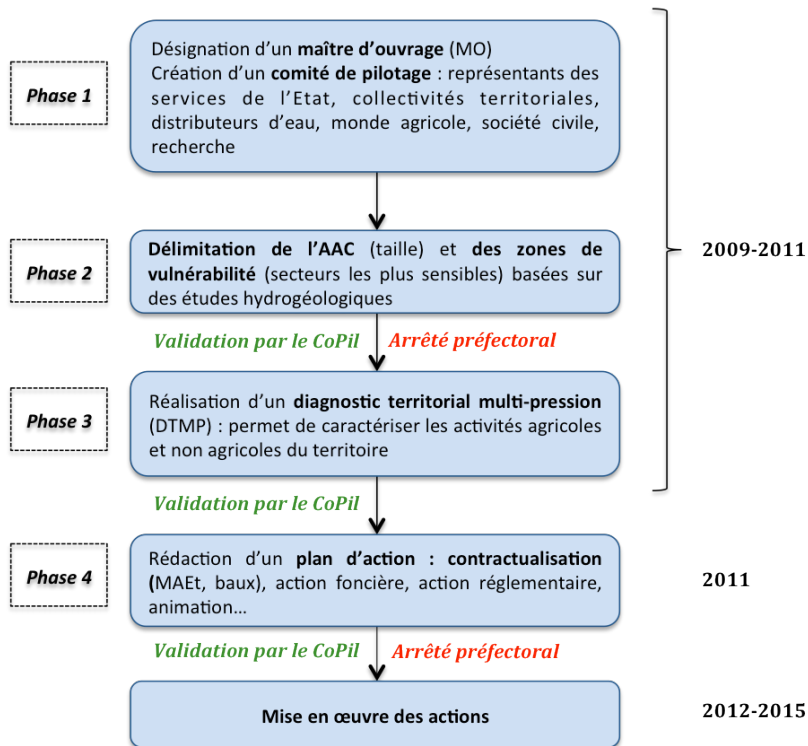 Phase 1
Désignation d’un maître d’ouvrage (MO)
Création d’un comité de pilotage : représentants des
services de l’Etat, collectivités territoriales,
distributeurs d’eau, monde agricole, société civile,
recherche
2009-2011
Phase 2
Délimitation de l’AAC (taille) et des zones de
vulnérabilité (secteurs les plus sensibles) basées sur
des études hydrogéologiques
Validation par le CoPil Arrêté préfectoral
Phase 3
Réalisation d’un diagnostic territorial multi-pression
(DTMP) : permet de caractériser les activités agricoles
et non agricoles du territoire
Validation par le CoPil
Phase 4
Rédaction d’un plan d’action : contractualisation
(MAEt, baux), action foncière, action réglementaire,
animation…
2011
Validation par le CoPil Arrêté préfectoral
Mise en œuvre des actions
2012-2015